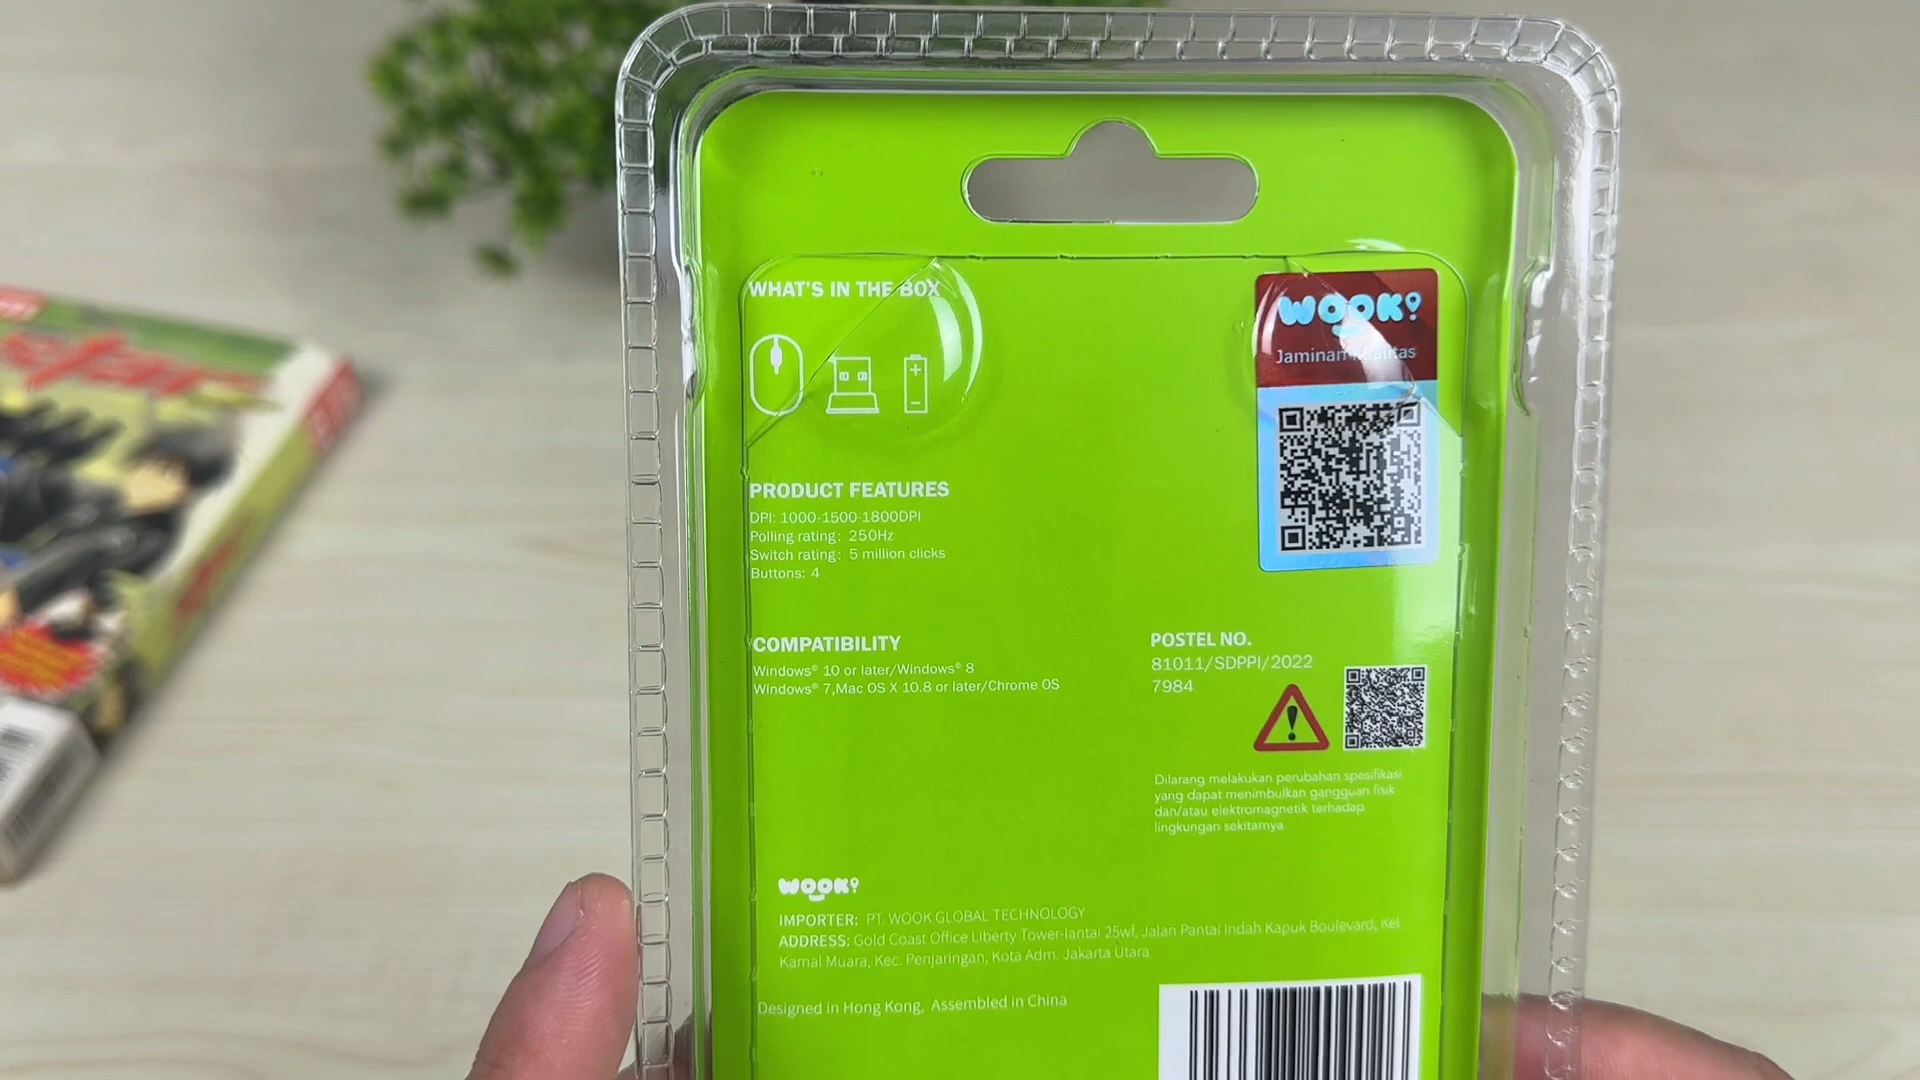 WHAT'S IN THE BOX
WOOK!
Jaminan Kualitas
PRODUCT FEATURES
DPI: 1000-1500-1800DPI
Polling rating: 250Hz
Switch rating: 5 million clicks
Buttons: 4
COMPATIBILITY
Windows® 10 or later/Windows® 8
Windows® 7,Mac OS X 10.8 or later/Chrome OS
POSTEL NO.
81011/SDPPI/2022
7984
Dilarang melakukan perubahan spesifikasi
yang dapat menimbulkan gangguan fisik
dan/atau elektromagnetik terhadap
lingkungan sekitarnya
WOOK!
IMPORTER: PT. WOOK GLOBAL TECHNOLOGY
ADDRESS: Gold Coast Office Liberty Tower-lantai 25wf, Jalan Pantai Indah Kapuk Boulevard, Kel.
Kamal Muara, Kec. Penjaringan, Kota Adm. Jakarta Utara
Designed in Hong Kong, Assembled in China